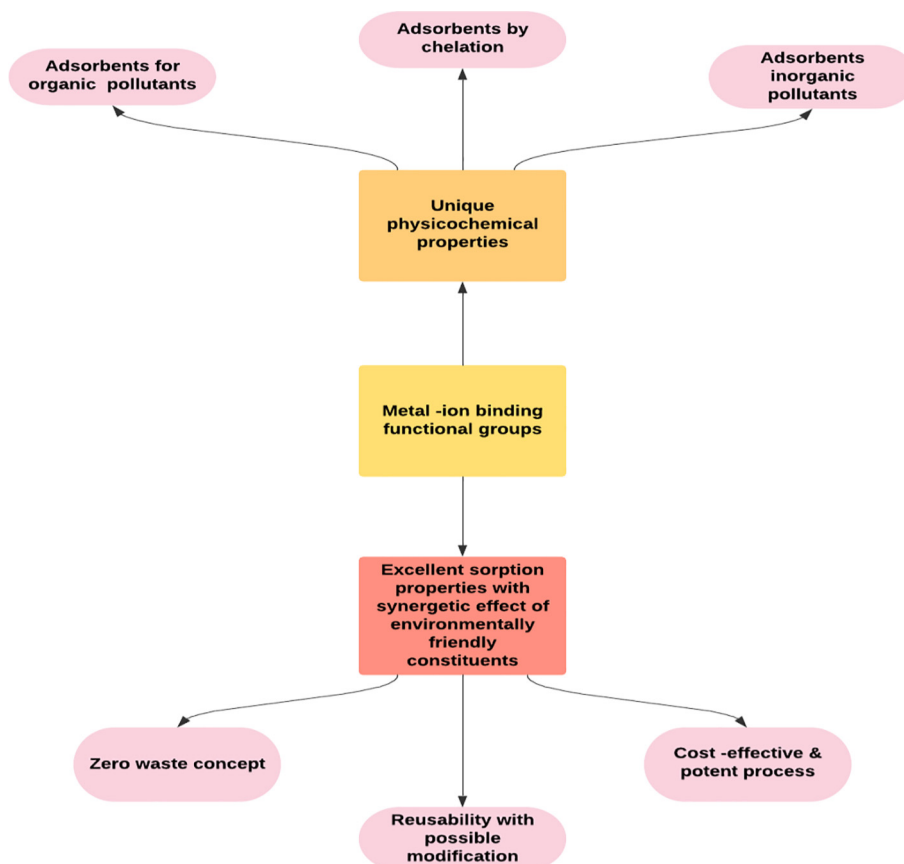 Adsorbents by
chelation
Adsorbents for
organic pollutants
Adsorbents
inorganic
pollutants
Unique
physicochemical
properties
Metal -ion binding
functional groups
Excellent sorption
properties with
synergetic effect of
environmentally
friendly
constituents
Zero waste concept
Cost -effective &
potent process
Reusability with
possible
modification